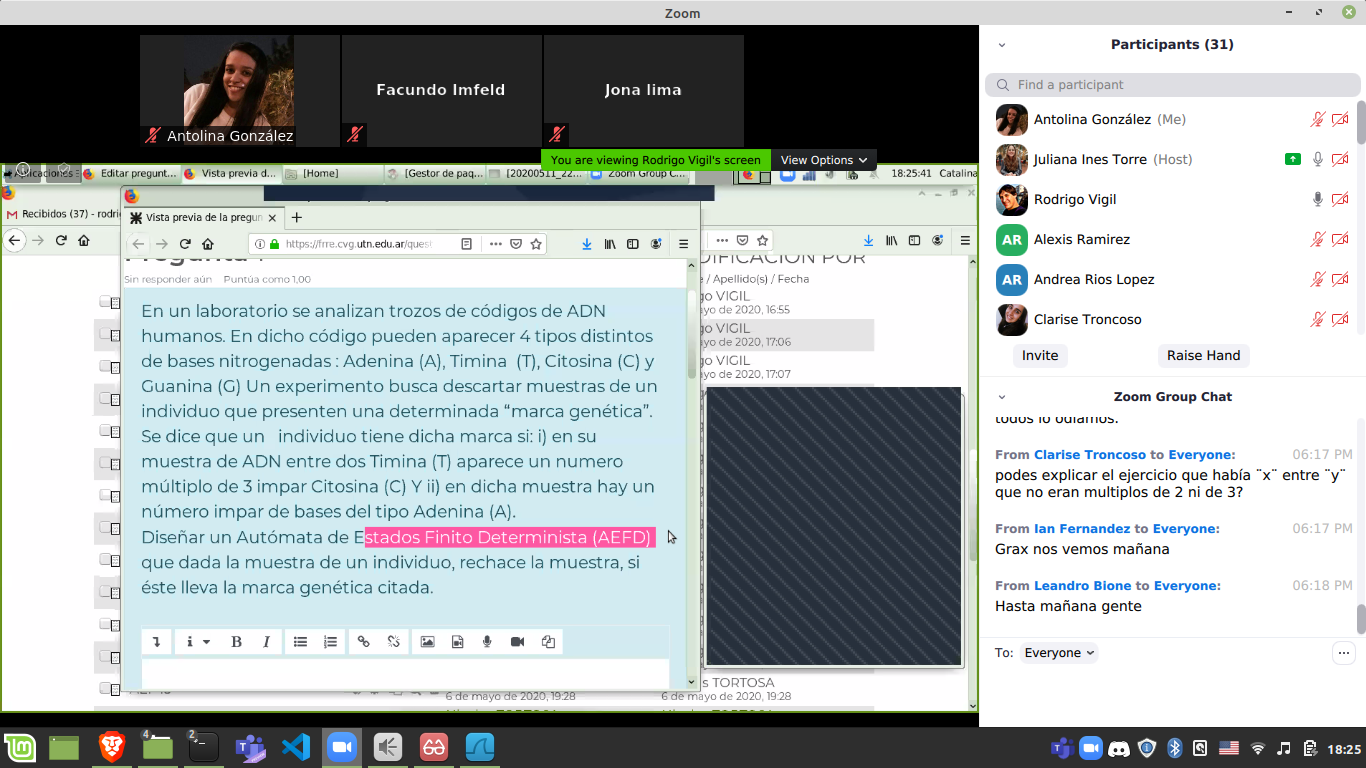 Zoom
Antolina González
Facundo Imfeld
Jona lima
You are viewing Rodrigo Vigil's screen
View Options
Editar pregunt...
Vista previa d...
[Home]
[Gestor de paq...
[20200511_22...
Zoom Group C...
18:25:41
Catalina
Recibidos (37) - rodrig
Vista previa de la pregun
https://frre.cvg.utn.edu.ar/quest
Sin responder aún Puntúa como 1,00
En un laboratorio se analizan trozos de códigos de ADN
humanos. En dicho código pueden aparecer 4 tipos distintos
de bases nitrogenadas : Adenina (A), Timina (T), Citosina (C) y
Guanina (G) Un experimento busca descartar muestras de un
individuo que presenten una determinada “marca genética”.
Se dice que un individuo tiene dicha marca si: i) en su
muestra de ADN entre dos Timina (T) aparece un numero
múltiplo de 3 impar Citosina (C) Y ii) en dicha muestra hay un
número impar de bases del tipo Adenina (A).
Diseñar un Autómata de Estados Finito Determinista (AEFD)
que dada la muestra de un individuo, rechace la muestra, si
éste lleva la marca genética citada.
B I
DIFICACIÓN POR
e / Apellido(s) / Fecha
go VIGIL
ayo de 2020, 16:55
go VIGIL
ayo de 2020, 17:06
go VIGIL
ayo de 2020, 17:07
6 de mayo de 2020, 19:28
s TORTOSA
6 de mayo de 2020, 19:28
Participants (31)
Find a participant
Antolina González (Me)
Juliana Ines Torre (Host)
Rodrigo Vigil
AR Alexis Ramirez
AR Andrea Rios Lopez
Clarise Troncoso
Invite
Raise Hand
Zoom Group Chat
todos lo odiamos.
From Clarise Troncoso to Everyone: 06:17 PM
podes explicar el ejercicio que había ¨x¨ entre ¨y¨
que no eran multiplos de 2 ni de 3?
From Ian Fernandez to Everyone: 06:17 PM
Grax nos vemos mañana
From Leandro Bione to Everyone: 06:18 PM
Hasta mañana gente
To: Everyone
4
2
18:25